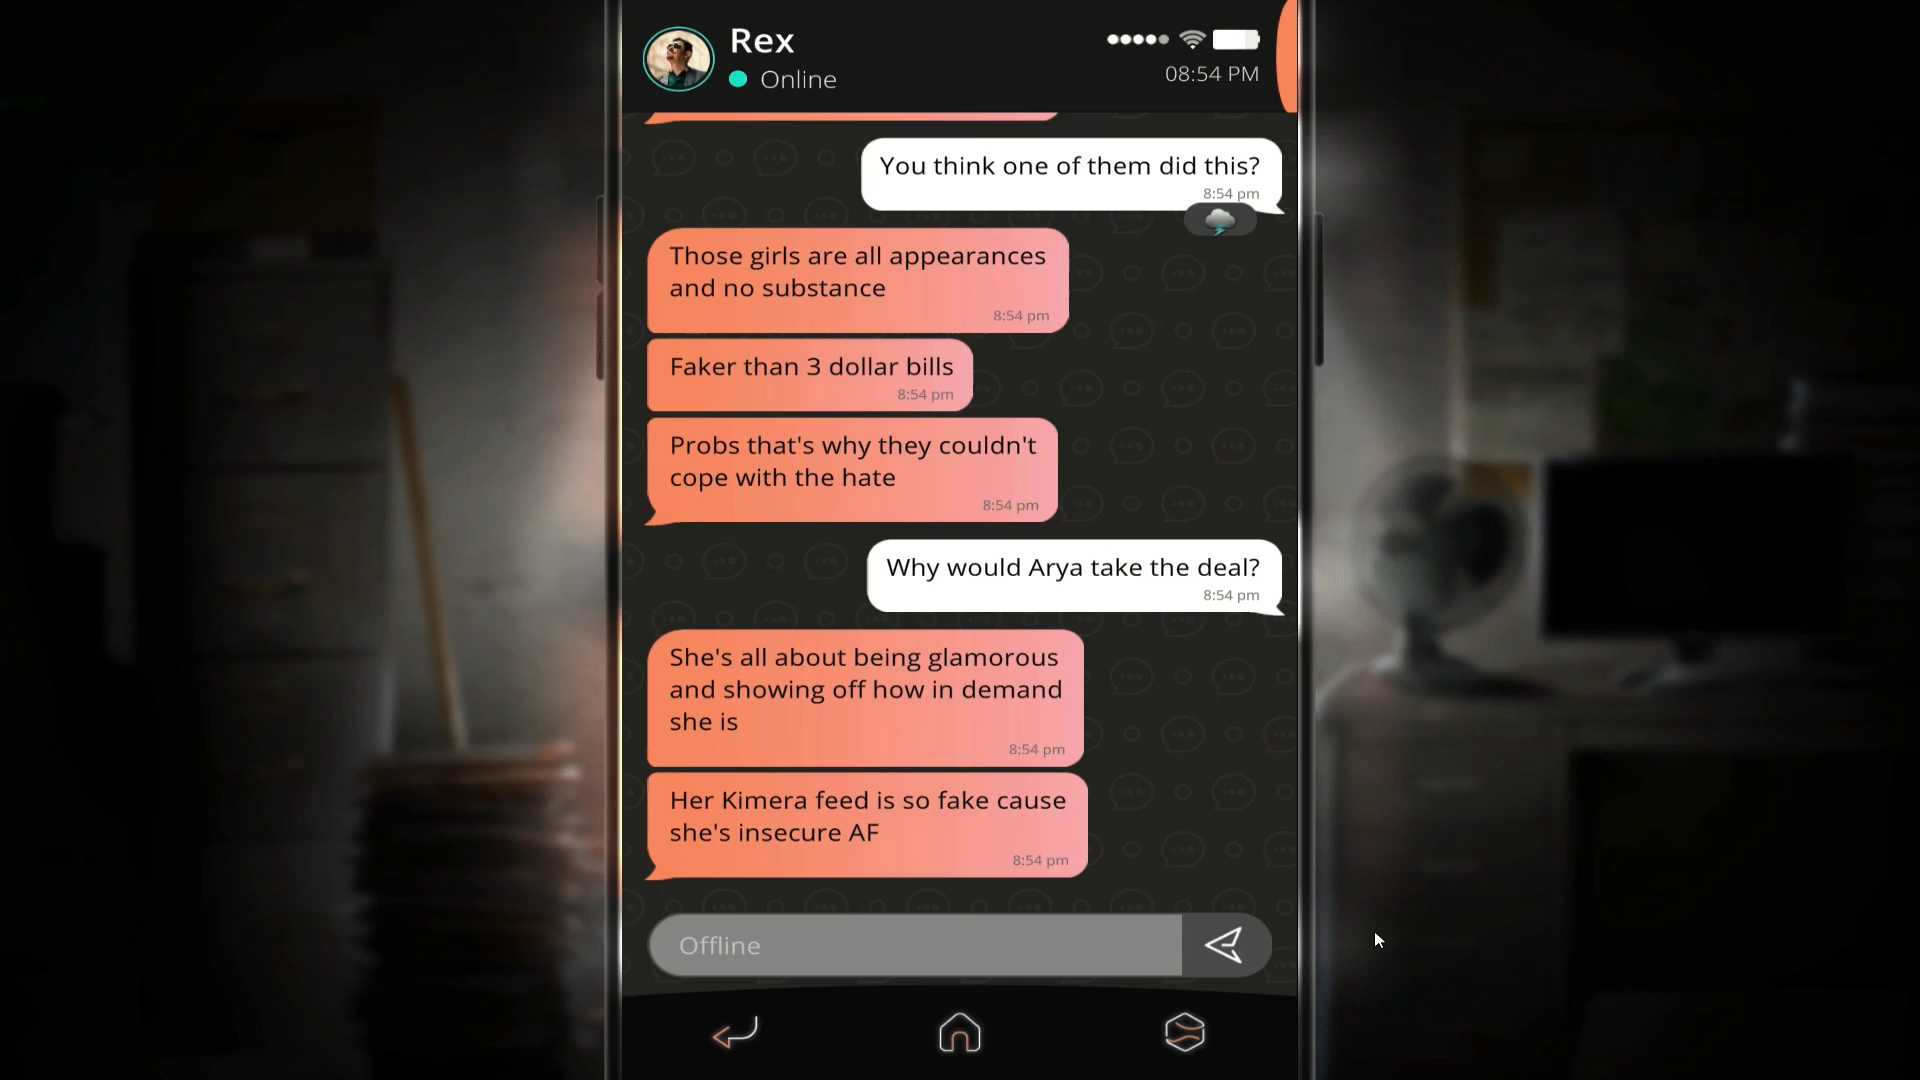 Rex
Online
08:54 PM
You think one of them did this?
8:54 pm
Those girls are all appearances
and no substance
8:54 pm
Faker than 3 dollar bills
8:54 pm
Probs that's why they couldn't
cope with the hate
8:54 pm
Why would Arya take the deal?
8:54 pm
She's all about being glamorous
and showing off how in demand
she is
8:54 pm
Her Kimera feed is so fake cause
she's insecure AF
8:54 pm
Offline